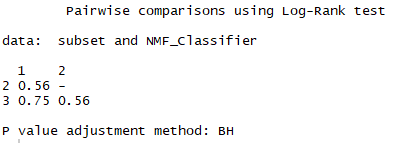 Pairwise comparisons using Log-Rank test
data: subset and NMF_Classifier
1 2
2 0.56 -
3 0.75 0.56
P value adjustment method: BH